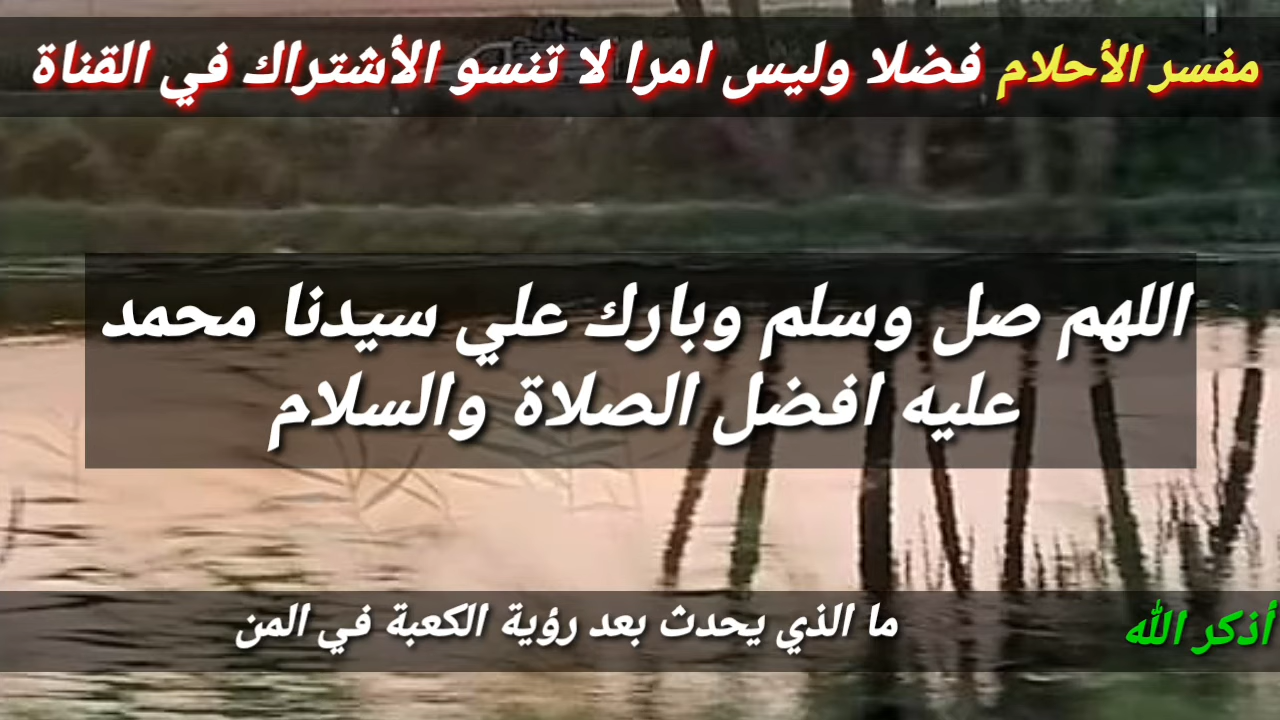 مفسر الأحلام فضلا وليس امرا لا تنسو الأشتراك في القناة
اللهم صل وسلم وبارك علي سيدنا محمد
عليه افضل الصلاة والسلام
ما الذي يحدث بعد رؤية الكعبة في المن
أذكر الله